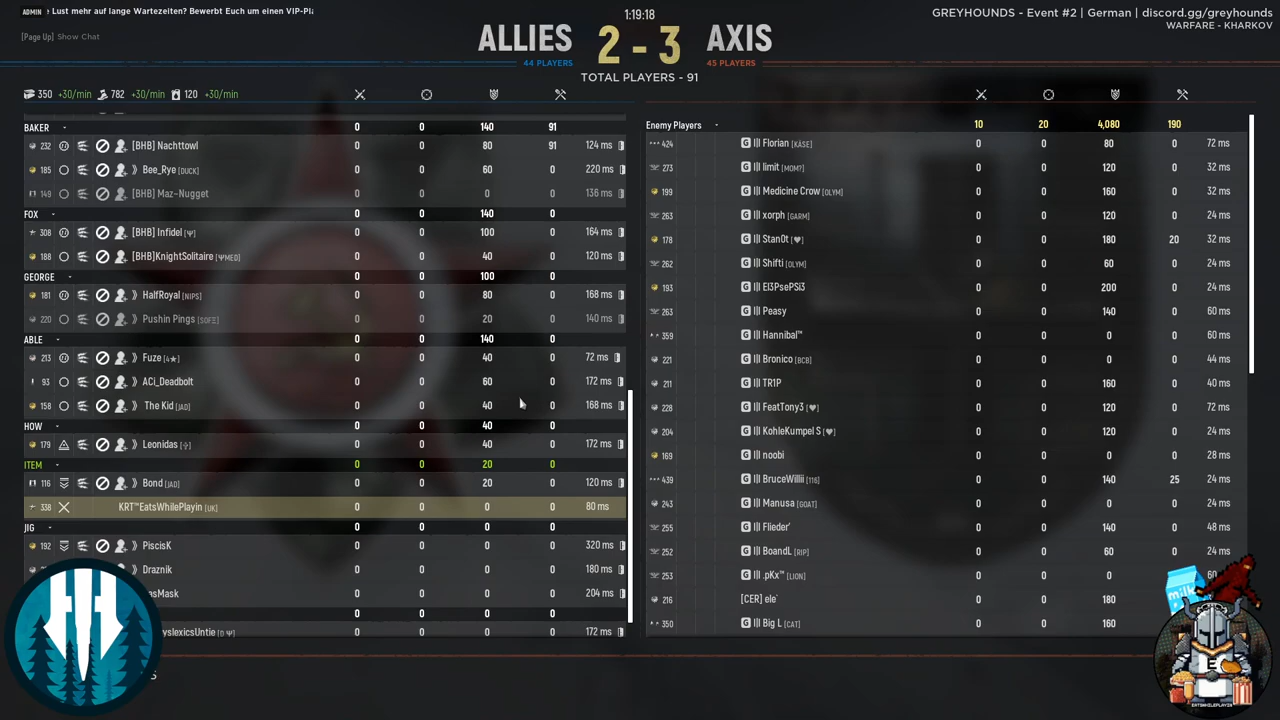 ADMIN Lust mehr auf lange Wartezeiten? Bewerbt Euch um einen VIP-Pl
[Page Up] Show Chat
1:19:18
ALLIES 2 - 3 AXIS
44 PLAYERS 45 PLAYERS
TOTAL PLAYERS - 91
GREYHOUNDS - Event #2 | German | discord.gg/greyhounds
WARFARE - KHARKOV
350 +30/min 782 +30/min 120 +30/min
BAKER 0 0 140 91
[BHB] Nachttowl 0 0 80 91 124 ms
Bee_Rye [DUCK] 0 0 60 0 220 ms
149 [BHB] Maz-Nugget 0 0 0 0 136 ms
FOX 0 0 140 0
308 [BHB] Infidel [Ψ] 0 0 100 0 164 ms
188 [BHB]KnightSolitaire [ΨMED] 0 0 40 0 120 ms
GEORGE 0 0 100 0
181 HalfRoyal [NIPS] 0 0 80 0 168 ms
220 Pushin Pings 0 0 20 0 140 ms
ABLE 0 0 140 0
213 Fuze [4★] 0 0 40 0 72 ms
93 ACi_Deadbolt 0 0 60 0 172 ms
158 The Kid [JAD] 0 0 40 0 168 ms
HOW 0 0 40 0
179 Leonidas 0 0 40 0 172 ms
ITEM 0 0 20 0
118 Bond [JAD] 0 0 20 0 120 ms
KRT™EatsWhilePlayin [UK] 0 0 0 0 80 ms
JIG 0 0 0 0
192 PiscisK 0 0 0 0 320 ms
Draznik 0 0 0 0 180 ms
sMask 0 0 0 0 204 ms
0 0 0 0
yslexicsUntie [D Ψ] 0 0 0 0 172 ms
Enemy Players 10 20 4,080 190
424 G ||| Florian [KÄSE] 0 0 80 0 72 ms
273 G ||| limit [MOM?] 0 0 120 0 32 ms
199 G ||| Medicine Crow [OLYM] 0 0 160 0 32 ms
263 G ||| xorph [GARM] 0 0 120 0 24 ms
178 G ||| Stan0t [♥] 0 0 180 20 32 ms
262 G ||| Shifti [OLYM] 0 0 60 0 24 ms
193 G ||| El3PsePSi3 0 0 200 0 24 ms
263 G ||| Peasy 0 0 140 0 60 ms
359 G ||| Hannibal™ 0 0 0 0 60 ms
221 G ||| Bronico [BCB] 0 0 0 0 44 ms
211 G ||| TR1P 0 0 160 0 40 ms
228 G ||| FeatTony3 [♥] 0 0 120 0 72 ms
204 G ||| KohleKumpel S [♥] 0 0 120 0 24 ms
169 G ||| noobi 0 0 0 0 28 ms
439 G ||| BruceWillii [116] 0 0 140 25 24 ms
243 G ||| Manusa [GOAT] 0 0 0 0 24 ms
255 G ||| Flieder' 0 0 140 0 48 ms
252 G ||| BoandL [RIP] 0 0 60 0 24 ms
253 G ||| .pKx™ [LION] 0 0 0 0 60
216 [CER] ele' 0 0 180
350 G ||| Big L [CAT] 0 0 160
milk
E
EATSWHILEPLAYIN